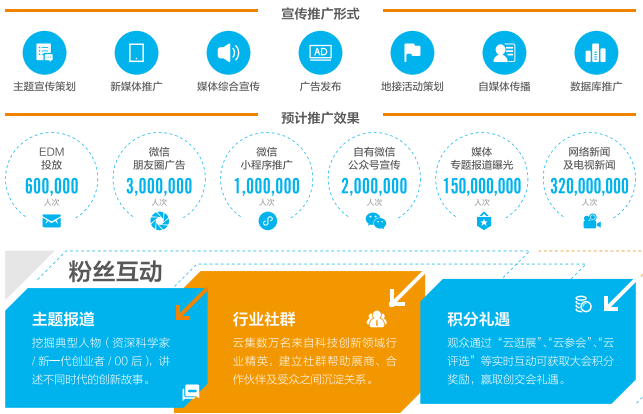 宣传推广形式
AD
主题宣传策划 新媒体推广 媒体综合宣传 广告发布 地接活动策划 自媒体传播 数据库推广
预计推广效果
EDM
投放
600,000
人次
微信
朋友圈广告
3,000,000
人次
微信
小程序推广
1,000,000
人次
自有微信
公众号宣传
2,000,000
人次
媒体
专题报道曝光
150,000,000
人次
网络新闻
及电视新闻
320,000,000
人次
粉丝互动
主题报道
挖掘典型人物（资深科学家
/ 新一代创业者 / 00 后），讲
述不同时代的创新故事。
行业社群
云集数万名来自科技创新领域行
业精英，建立社群帮助展商、合
作伙伴及受众之间沉淀关系。
积分礼遇
观众通过“云逛展”、“云参会”、“云
评选”等实时互动可获取大会积分
奖励，赢取创交会礼遇。